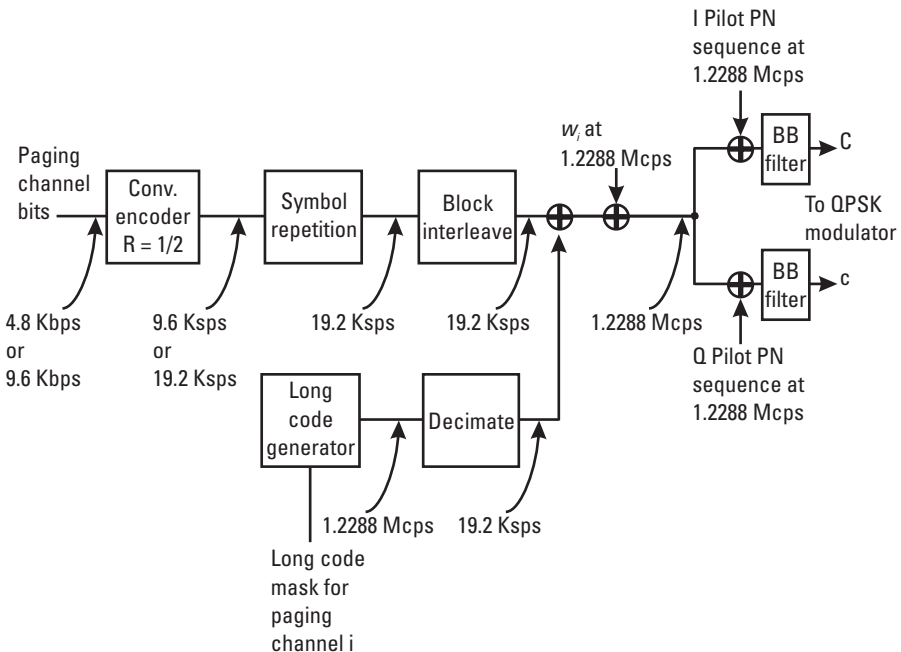 I Pilot PN
sequence at
1.2288 Mcps
w_i at
1.2288 Mcps
BB
filter
C
Paging
channel
bits
Conv.
encoder
R = 1/2
Symbol
repetition
Block
interleave
To QPSK
modulator
BB
filter
c
4.8 Kbps
or
9.6 Kbps
9.6 Ksps
or
19.2 Ksps
19.2 Ksps
19.2 Ksps
1.2288 Mcps
Q Pilot PN
sequence at
1.2288 Mcps
Long
code
generator
Decimate
1.2288 Mcps
19.2 Ksps
Long code
mask for
paging
channel i